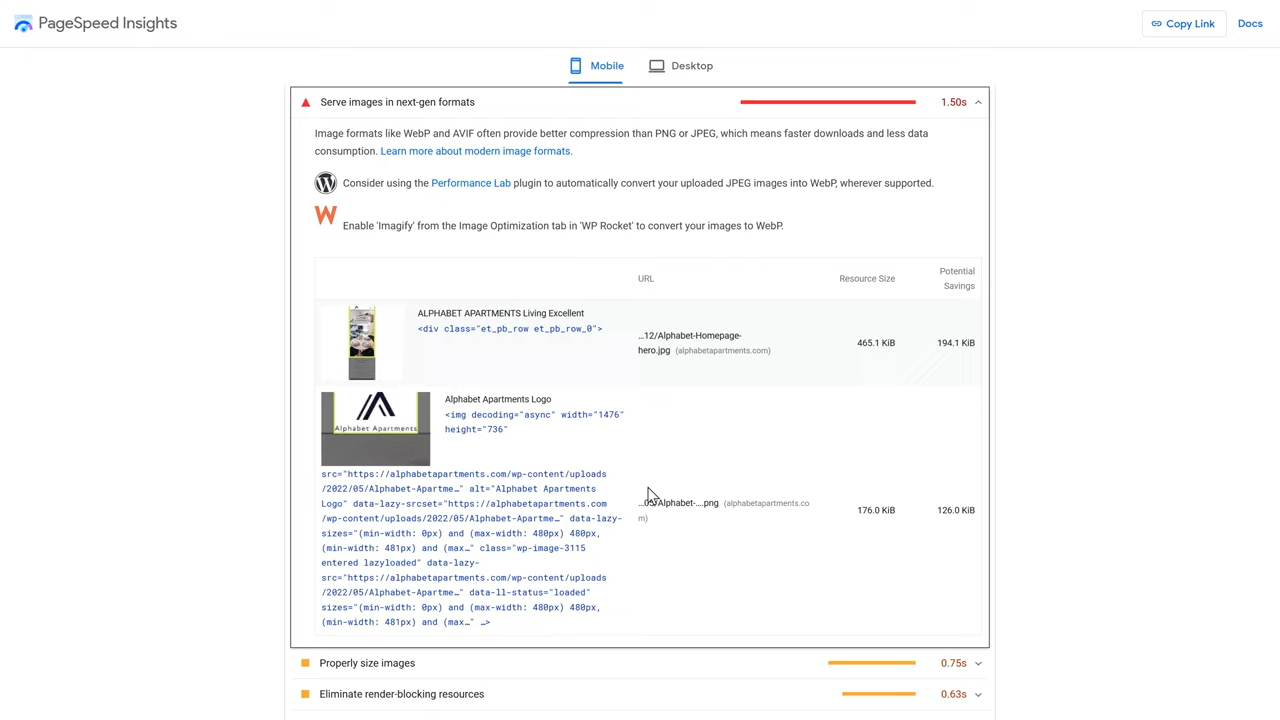 PageSpeed Insights
Copy Link
Docs
Mobile
Desktop
Serve images in next-gen formats
1.50s
Image formats like WebP and AVIF often provide better compression than PNG or JPEG, which means faster downloads and less data
consumption. Learn more about modern image formats.
Consider using the Performance Lab plugin to automatically convert your uploaded JPEG images into WebP, wherever supported.
Enable 'Imagify' from the Image Optimization tab in 'WP Rocket' to convert your images to WebP.
URL
Resource Size
Potential
Savings
ALPHABET APARTMENTS Living Excellent
<div class="et_pb_row et_pb_row_0">
…12/Alphabet-Homepage-
hero.jpg (alphabetapartments.com)
465.1 KiB
194.1 KiB
Alphabet Apartments
Alphabet Apartments Logo
<img decoding="async" width="1476"
height="736"
src="https://alphabetapartments.com/wp-content/uploads
/2022/05/Alphabet-Apartme…" alt="Alphabet Apartments
Logo" data-lazy-srcset="https://alphabetapartments.com
/wp-content/uploads/2022/05/Alphabet-Apartme…" data-lazy-
sizes="(min-width: 0px) and (max-width: 480px) 480px,
(min-width: 481px) and (max…" class="wp-image-3115
entered lazyloaded" data-lazy-
src="https://alphabetapartments.com/wp-content/uploads
/2022/05/Alphabet-Apartme…" data-ll-status="loaded"
sizes="(min-width: 0px) and (max-width: 480px) 480px,
(min-width: 481px) and (max…" …>
…05/Alphabet-….png (alphabetapartments.co
m)
176.0 KiB
126.0 KiB
Properly size images
0.75s
Eliminate render-blocking resources
0.63s